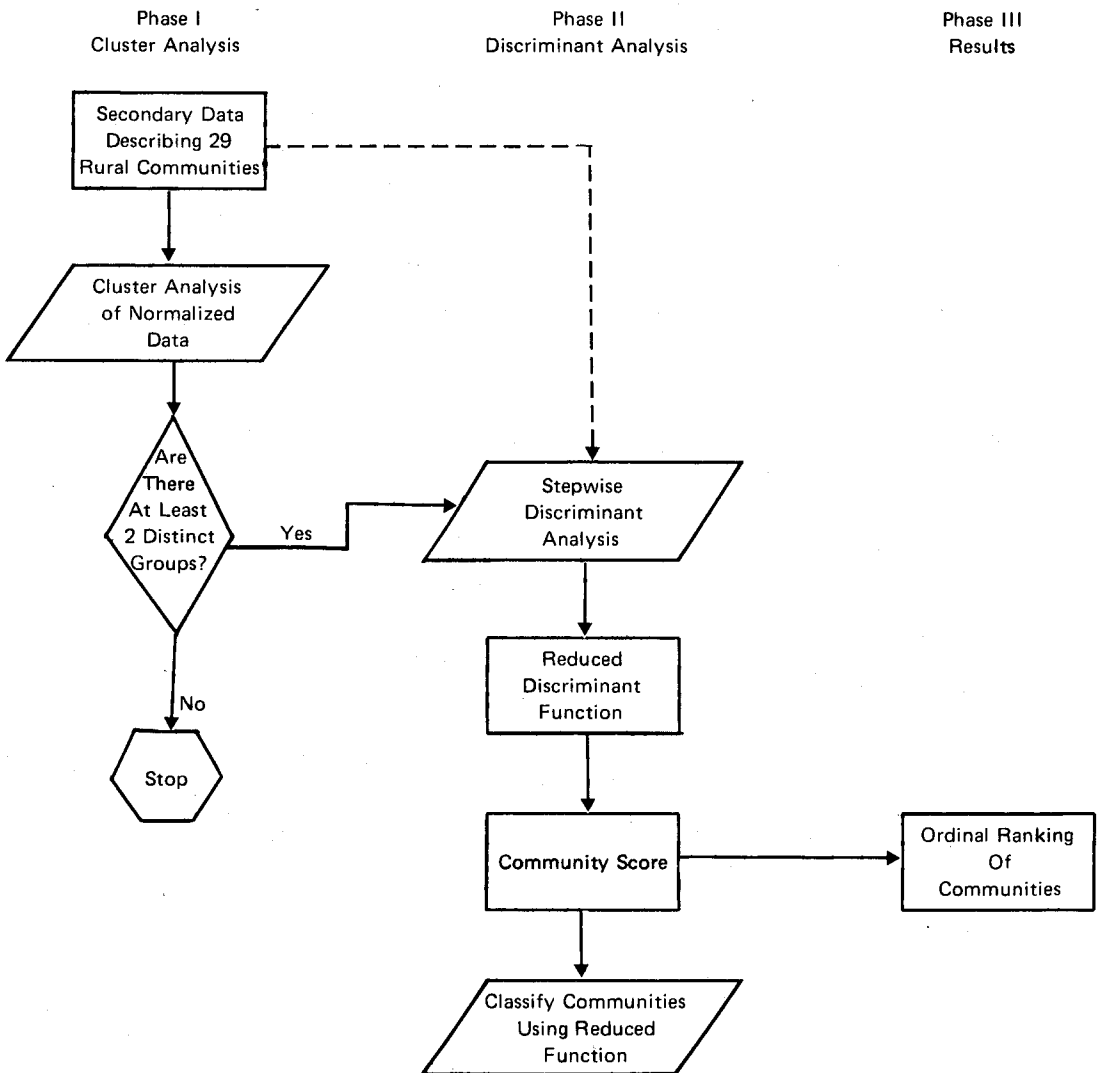 Phase I
Cluster Analysis
Phase II
Discriminant Analysis
Phase III
Results
Secondary Data
Describing 29
Rural Communities
Cluster Analysis
of Normalized
Data
Are
There
At Least
2 Distinct
Groups?
Yes
No
Stop
Stepwise
Discriminant
Analysis
Reduced
Discriminant
Function
Community Score
Ordinal Ranking
Of
Communities
Classify Communities
Using Reduced
Function